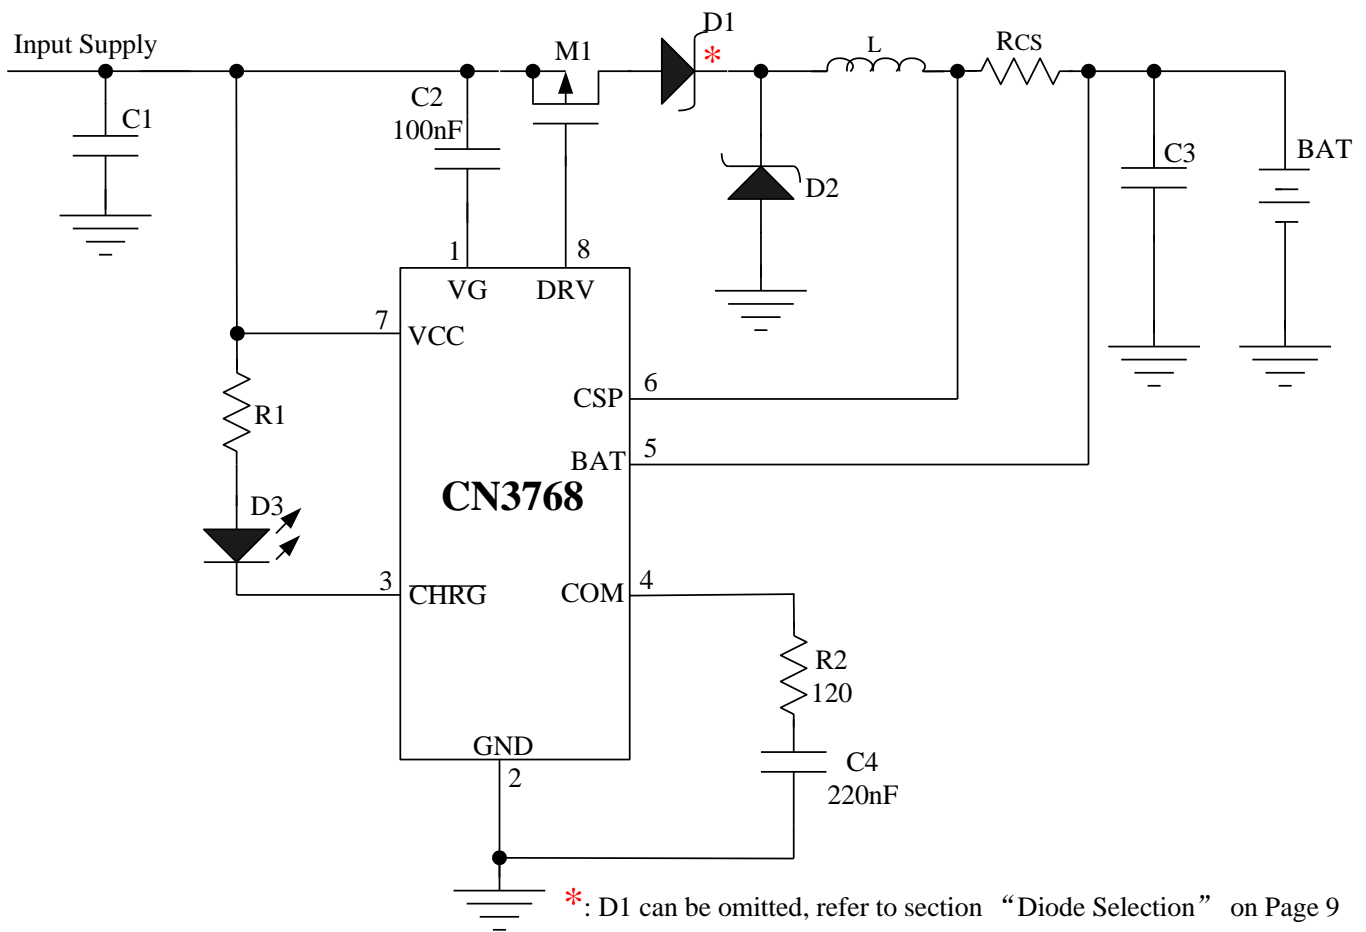 D1
Input Supply
M1
*
L
RCS
C2
100nF
C1
C3
BAT
D2
1
8
VG
DRV
7
VCC
6
CSP
R1
5
BAT
CN3768
D3
3
CHRG
COM
4
R2
120
GND
2
C4
220nF
*: D1 can be omitted, refer to section “Diode Selection” on Page 9